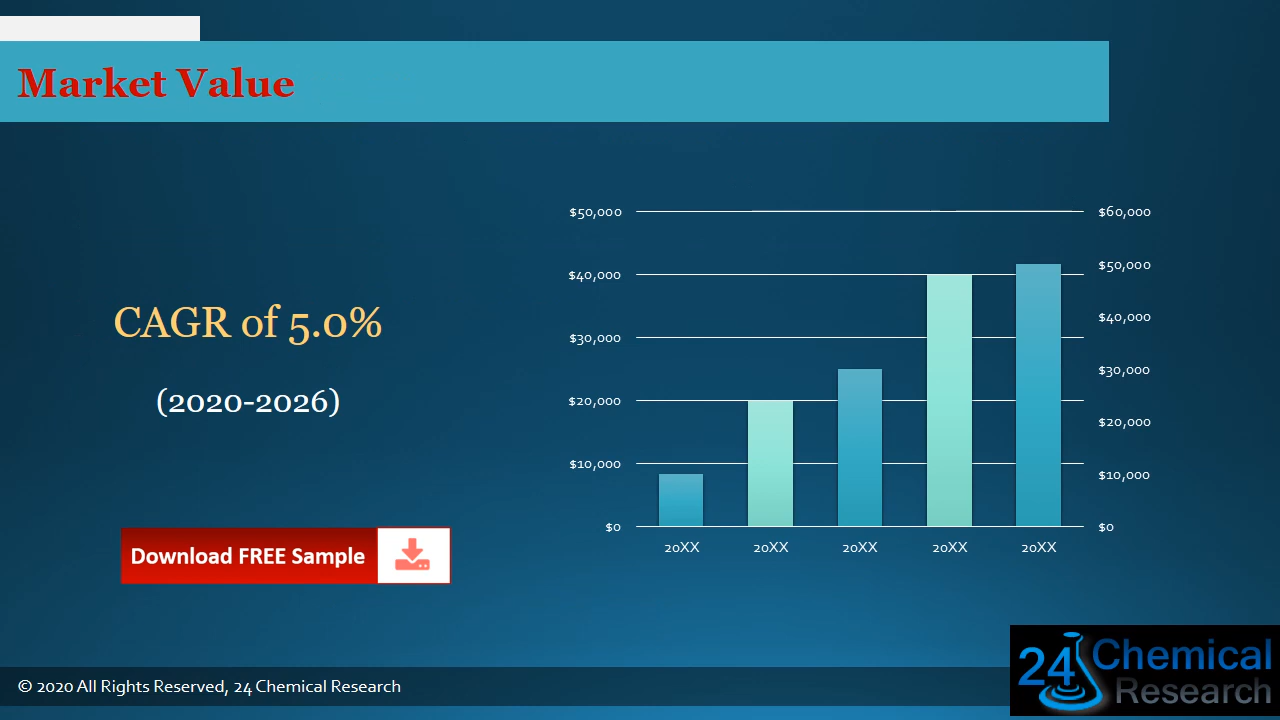 Market Value
CAGR of 5.0%
(2020-2026)
Download FREE Sample
$50,000
$40,000
$30,000
$20,000
$10,000
$0
$60,000
$50,000
$40,000
$30,000
$20,000
$10,000
$0
20XX 20XX 20XX 20XX 20XX
© 2020 All Rights Reserved, 24 Chemical Research
24 Chemical
Research